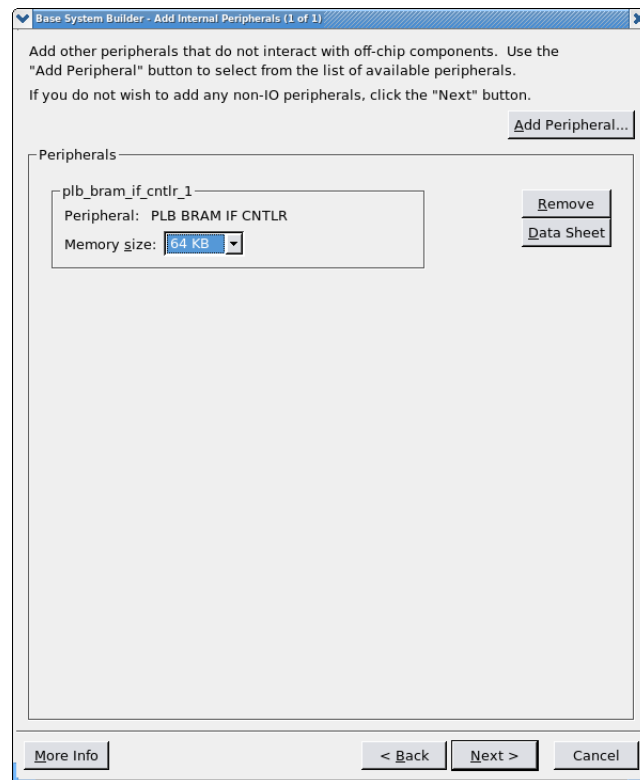 Base System Builder - Add Internal Peripherals (1 of 1)
Add other peripherals that do not interact with off-chip components.  Use the
"Add Peripheral" button to select from the list of available peripherals.
If you do not wish to add any non-IO peripherals, click the "Next" button.
Add Peripheral...
Peripherals
plb_bram_if_cntlr_1
Peripheral:  PLB BRAM IF CNTLR
Memory size: 64 KB
Remove
Data Sheet
More Info
< Back
Next >
Cancel